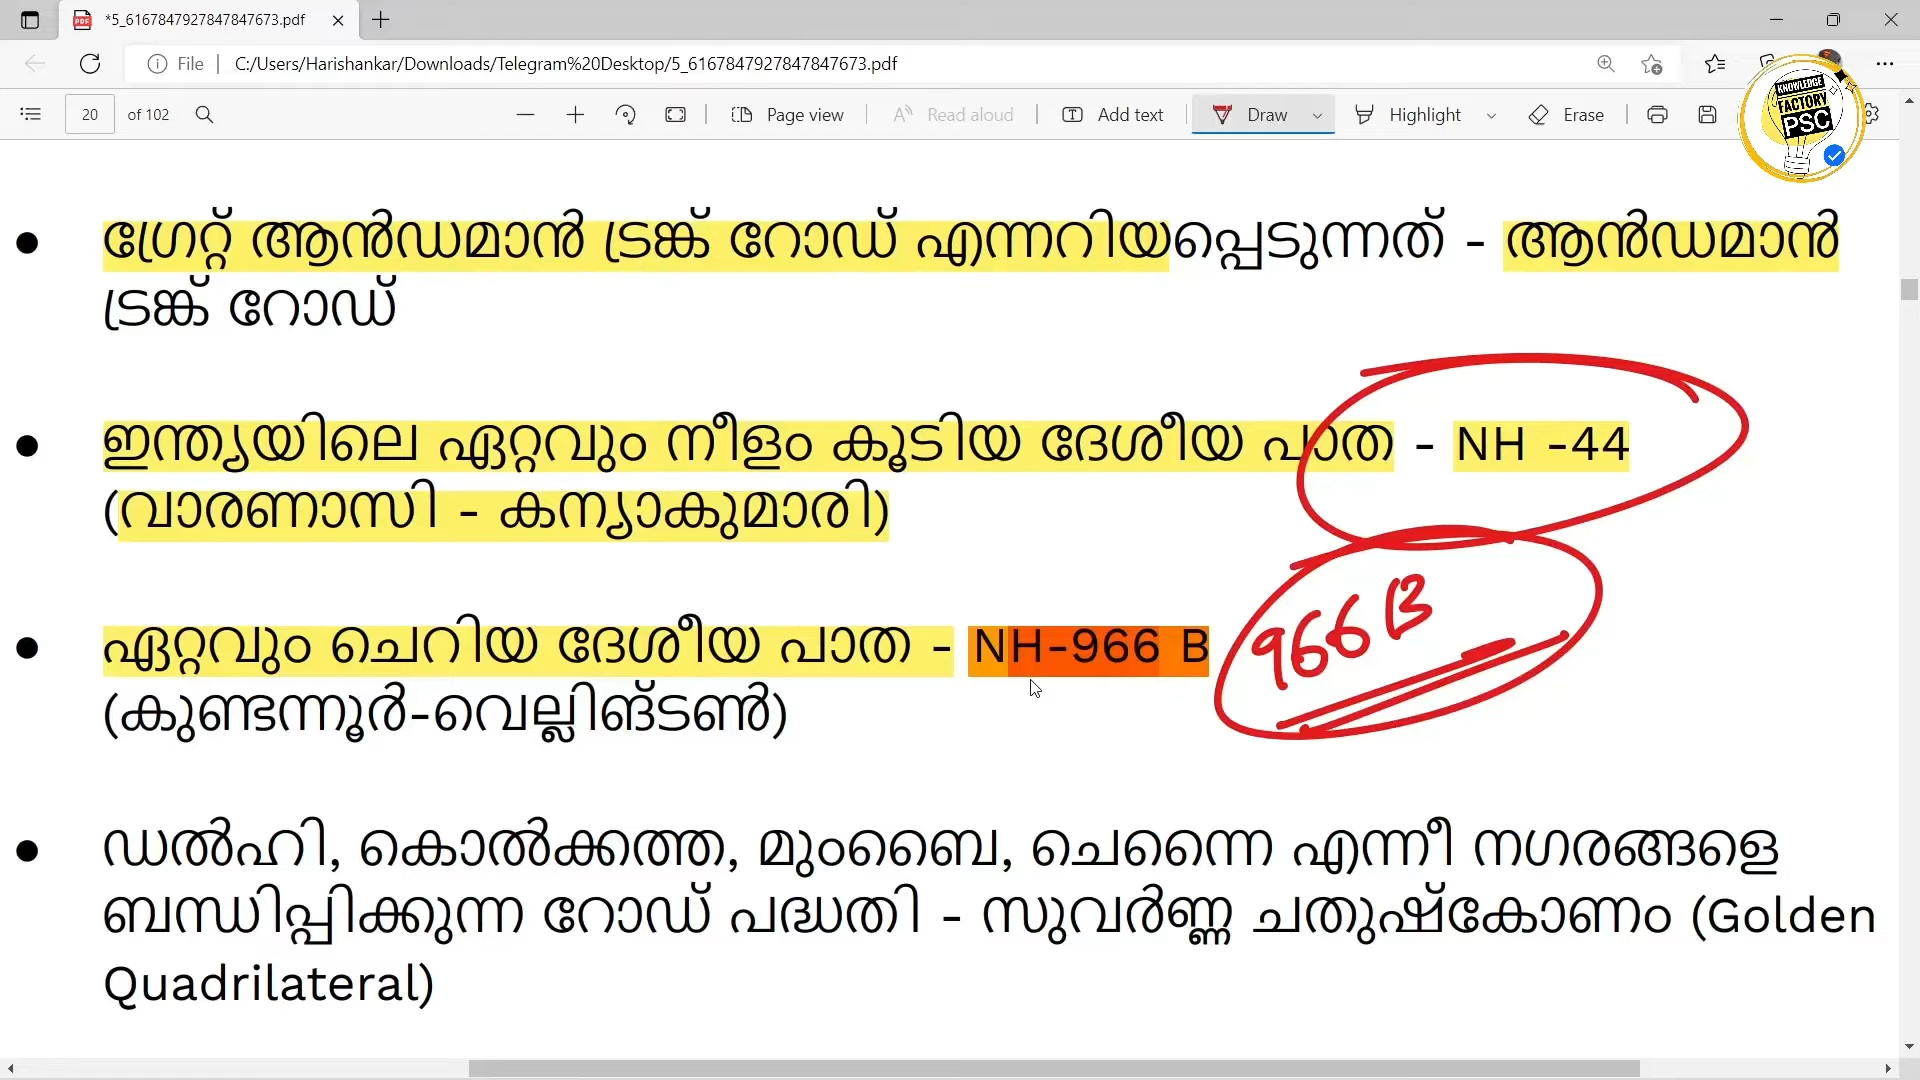 *5_6167847927847847673.pdf
File | C:/Users/Harishankar/Downloads/Telegram%20Desktop/5_6167847927847847673.pdf
20 of 102 Page view Read aloud Add text Draw Highlight Erase
KNOWLEDGE
FACTORY
PSC
ഗ്രേറ്റ് ആൻഡമാൻ ട്രങ്ക് റോഡ് എന്നറിയപ്പെടുന്നത് - ആൻഡമാൻ
ട്രങ്ക് റോഡ്
ഇന്ത്യയിലെ ഏറ്റവും നീളം കൂടിയ ദേശീയ പാത - NH -44
(വാരണാസി - കന്യാകുമാരി)
966 B
ഏറ്റവും ചെറിയ ദേശീയ പാത - NH-966 B
(കുണ്ടന്നൂർ-വെല്ലിങ്ടൺ)
ഡൽഹി, കൊൽക്കത്ത, മുംബൈ, ചെന്നൈ എന്നീ നഗരങ്ങളെ
ബന്ധിപ്പിക്കുന്ന റോഡ് പദ്ധതി - സുവർണ്ണ ചതുഷ്കോണം (Golden
Quadrilateral)